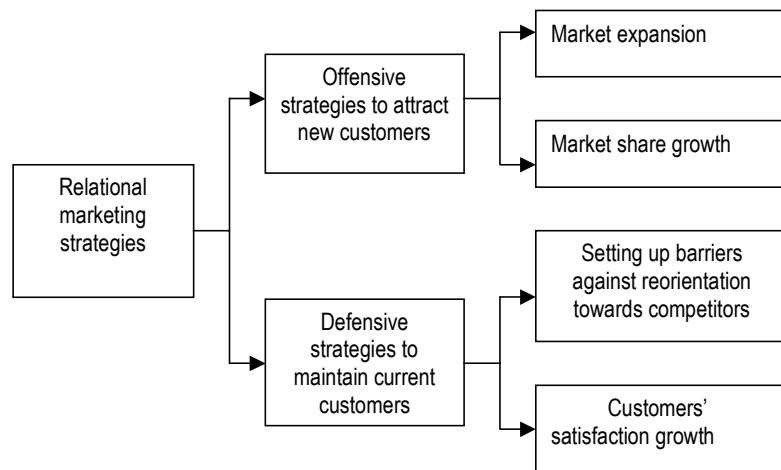 Relational
marketing
strategies
Offensive
strategies to attract
new customers
Market expansion
Market share growth
Defensive
strategies to
maintain current
customers
Setting up barriers
against reorientation
towards competitors
Customers’
satisfaction growth